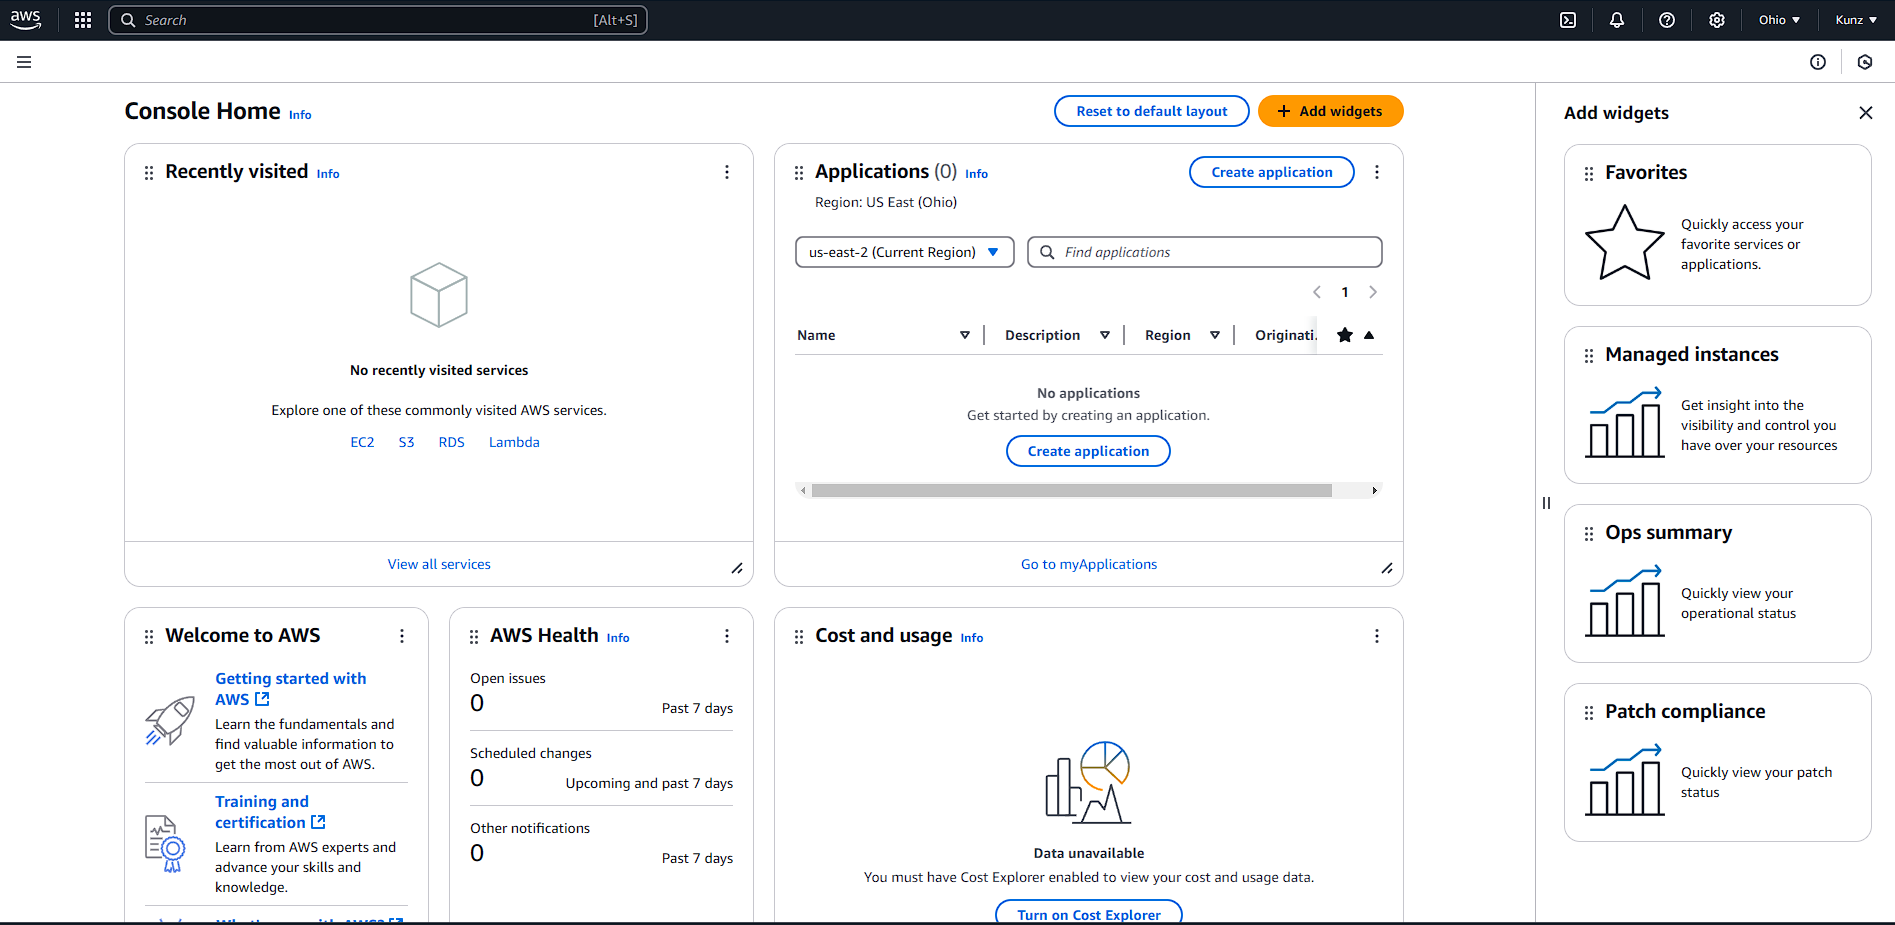 aws
Search [Alt+S]
Ohio
Kunz
Console Home Info
Reset to default layout
Add widgets
Recently visited Info
No recently visited services
Explore one of these commonly visited AWS services.
EC2 S3 RDS Lambda
View all services
Applications (0) Info
Create application
Region: US East (Ohio)
us-east-2 (Current Region)
Find applications
1
Name Description Region Originati.
No applications
Get started by creating an application.
Create application
Go to myApplications
Welcome to AWS
Getting started with
AWS
Learn the fundamentals and
find valuable information to
get the most out of AWS.
Training and
certification
Learn from AWS experts and
advance your skills and
knowledge.
AWS Health Info
Open issues
0
Past 7 days
Scheduled changes
0
Upcoming and past 7 days
Other notifications
0
Past 7 days
Cost and usage Info
Data unavailable
You must have Cost Explorer enabled to view your cost and usage data.
Turn on Cost Explorer
Add widgets
Favorites
Quickly access your
favorite services or
applications.
Managed instances
Get insight into the
visibility and control you
have over your resources
Ops summary
Quickly view your
operational status
Patch compliance
Quickly view your patch
status